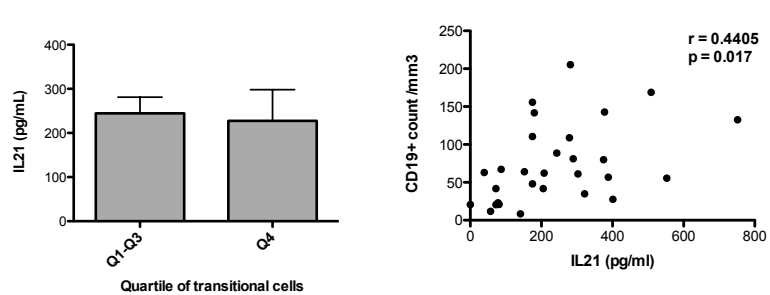 400
300
200
100
0
IL21 (pg/mL)
Q1-Q3
Q4
Quartile of transitional cells
250
200
150
100
50
0
CD19+ count /mm3
r = 0.4405
p = 0.017
0 200 400 600 800
IL21 (pg/ml)